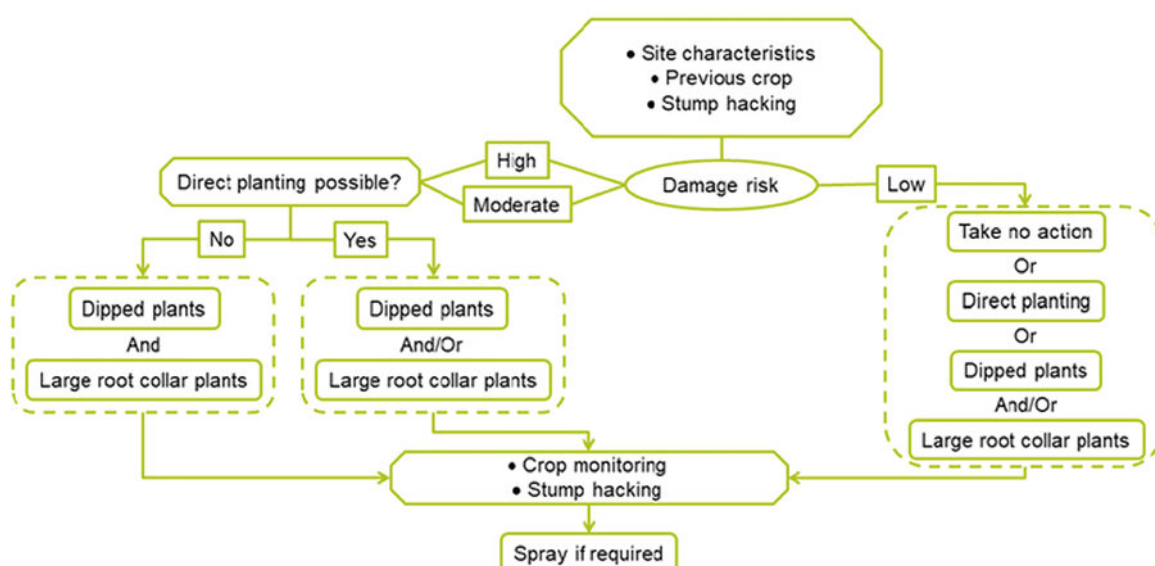 • Site characteristics
• Previous crop
• Stump hacking
Damage risk
High
Moderate
Low
Direct planting possible?
No
Yes
Dipped plants
And
Large root collar plants
Dipped plants
And/Or
Large root collar plants
Take no action
Or
Direct planting
Or
Dipped plants
And/Or
Large root collar plants
• Crop monitoring
• Stump hacking
Spray if required